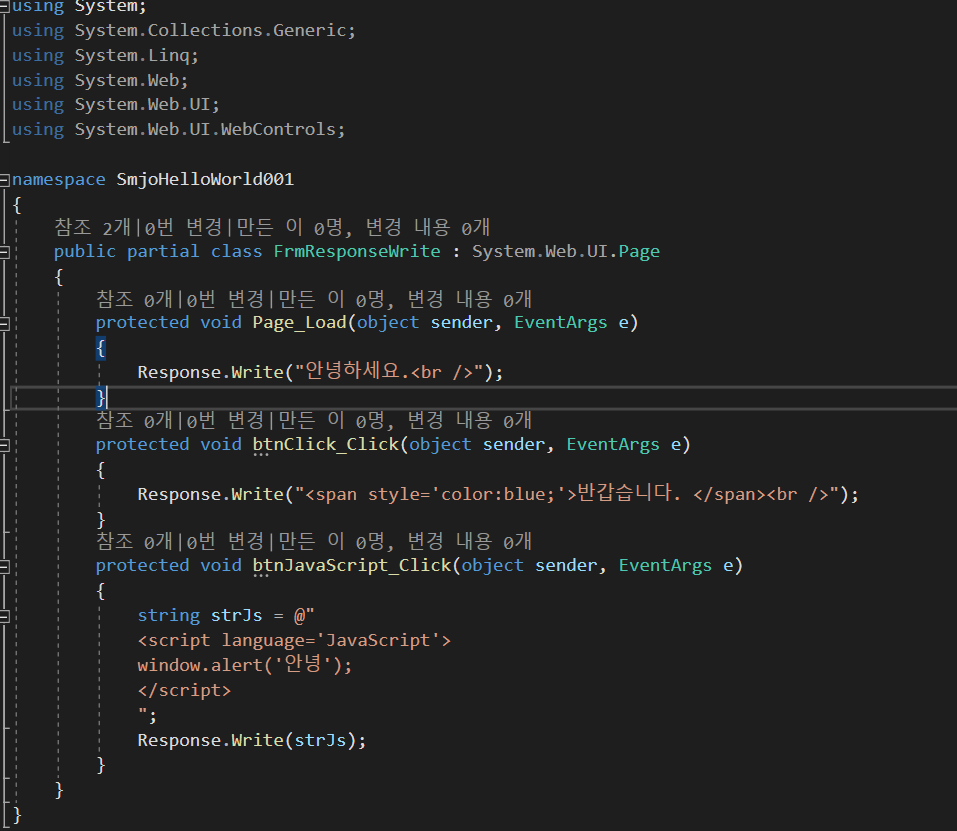 using System;
using System.Collections.Generic;
using System.Linq;
using System.Web;
using System.Web.UI;
using System.Web.UI.WebControls;
namespace SmjoHelloWorld001
{
참조 2개|0번 변경|만든 이 0명, 변경 내용 0개
public partial class FrmResponseWrite : System.Web.UI.Page
{
참조 0개|0번 변경|만든 이 0명, 변경 내용 0개
protected void Page_Load(object sender, EventArgs e)
{
Response.Write("안녕하세요.<br />");
}
참조 0개|0번 변경|만든 이 0명, 변경 내용 0개
protected void btnClick_Click(object sender, EventArgs e)
{
Response.Write("<span style='color:blue;'>반갑습니다. </span><br />");
}
참조 0개|0번 변경|만든 이 0명, 변경 내용 0개
protected void btnJavaScript_Click(object sender, EventArgs e)
{
string strJs = @"
<script language='JavaScript'>
window.alert('안녕');
</script>
";
Response.Write(strJs);
}
}
}